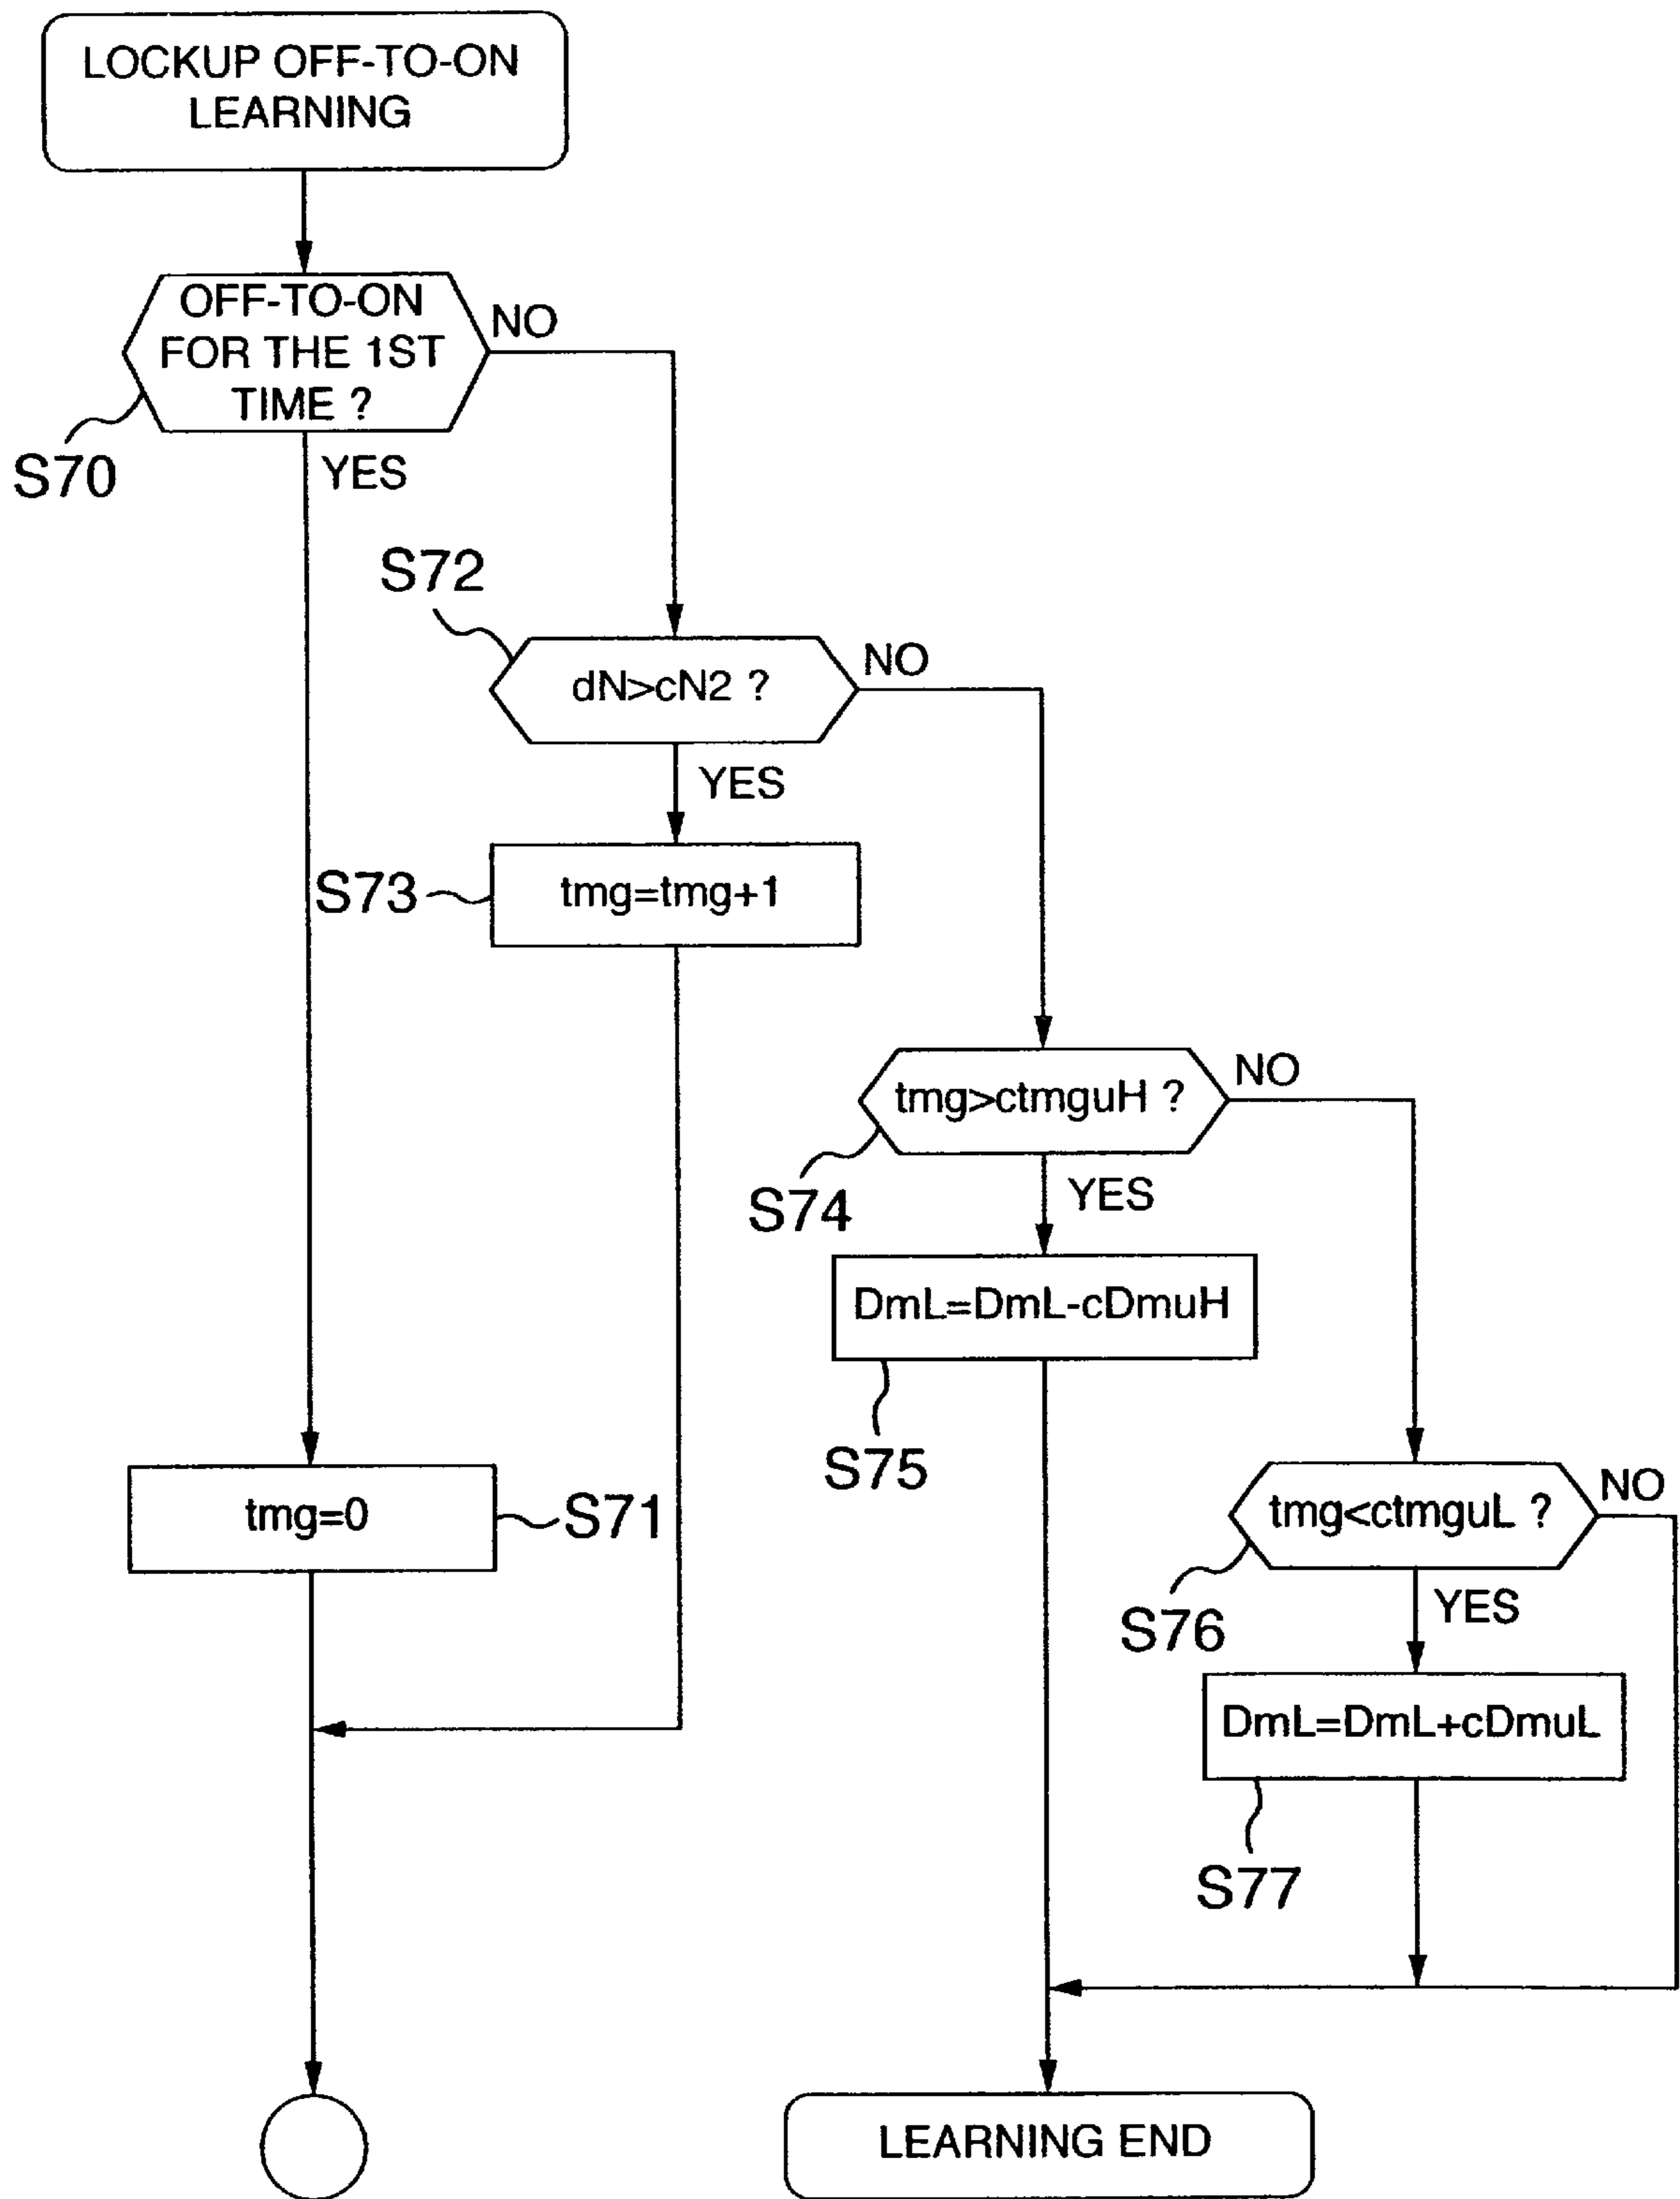 LOCKUP OFF-TO-ON
LEARNING
OFF-TO-ON
FOR THE 1ST
TIME ?
NO
S70
YES
S72
dN>cN2 ?
NO
YES
S73
tmg=tmg+1
tmg>ctmguH ?
NO
S74
YES
DmL=DmL-cDmuH
S75
tmg=0
S71
tmg<ctmguL ?
NO
S76
YES
DmL=DmL+cDmuL
S77
LEARNING END